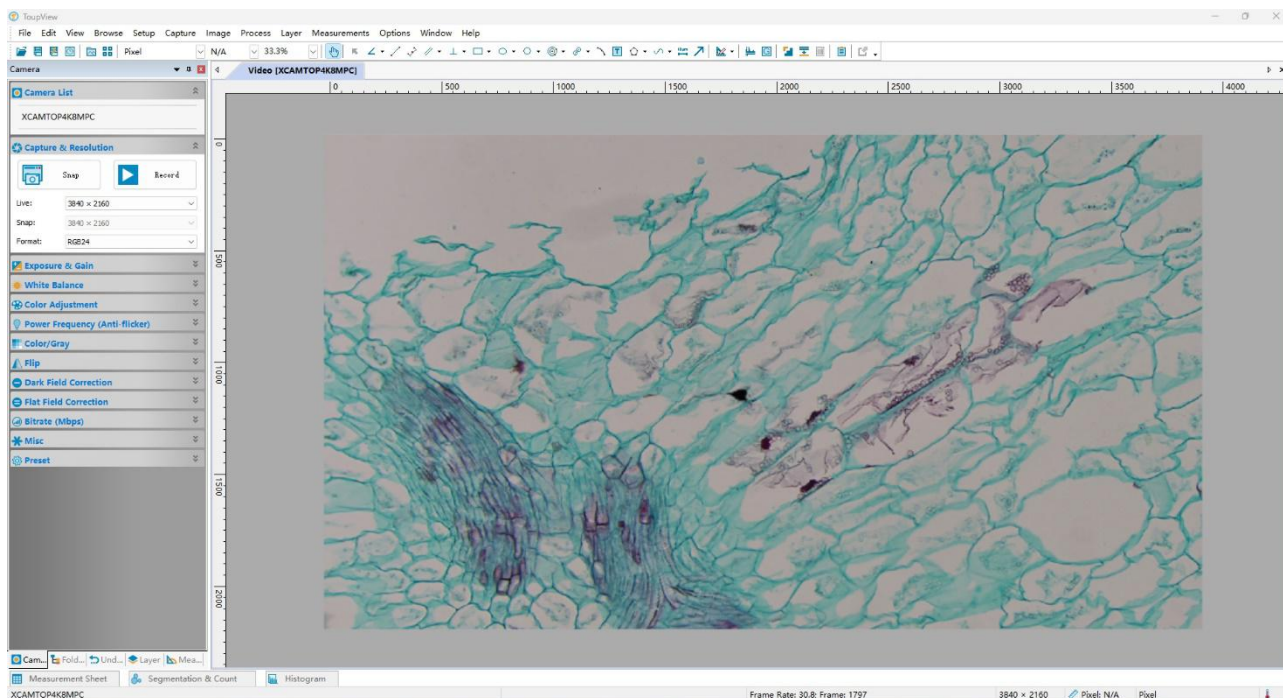 ToupView
File Edit View Browse Setup Capture Image Process Layer Measurements Options Window Help
Pixel N/A 33.3%
Camera
Video [XCAMTOP4K8MPC]
0 500 1000 1500 2000 2500 3000 3500 4000
Camera List
XCAMTOP4K8MPC
Capture & Resolution
Snap Record
Live: 3840 × 2160
Snap: 3840 × 2160
Format: RGB24
Exposure & Gain
White Balance
Color Adjustment
Power Frequency (Anti-flicker)
Color/Gray
Flip
Dark Field Correction
Flat Field Correction
Bitrate (Mbps)
Misc
Preset
0
500
1000
1500
2000
Cam... Fold... Und... Layer Mea...
Measurement Sheet Segmentation & Count Histogram
XCAMTOP4K8MPC Frame Rate: 30.8; Frame: 1797 3840 × 2160 Pixel: N/A Pixel